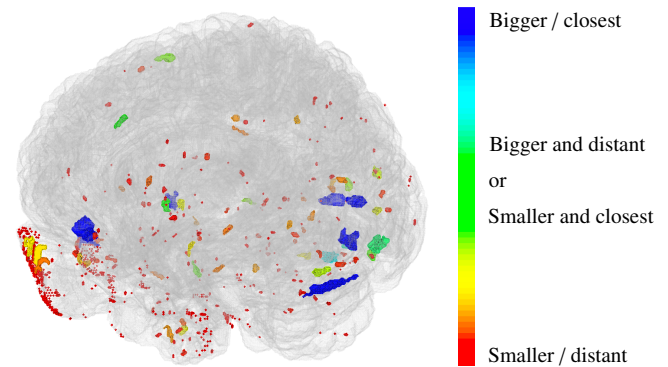 Bigger / closest
Bigger and distant
or
Smaller and closest
Smaller / distant